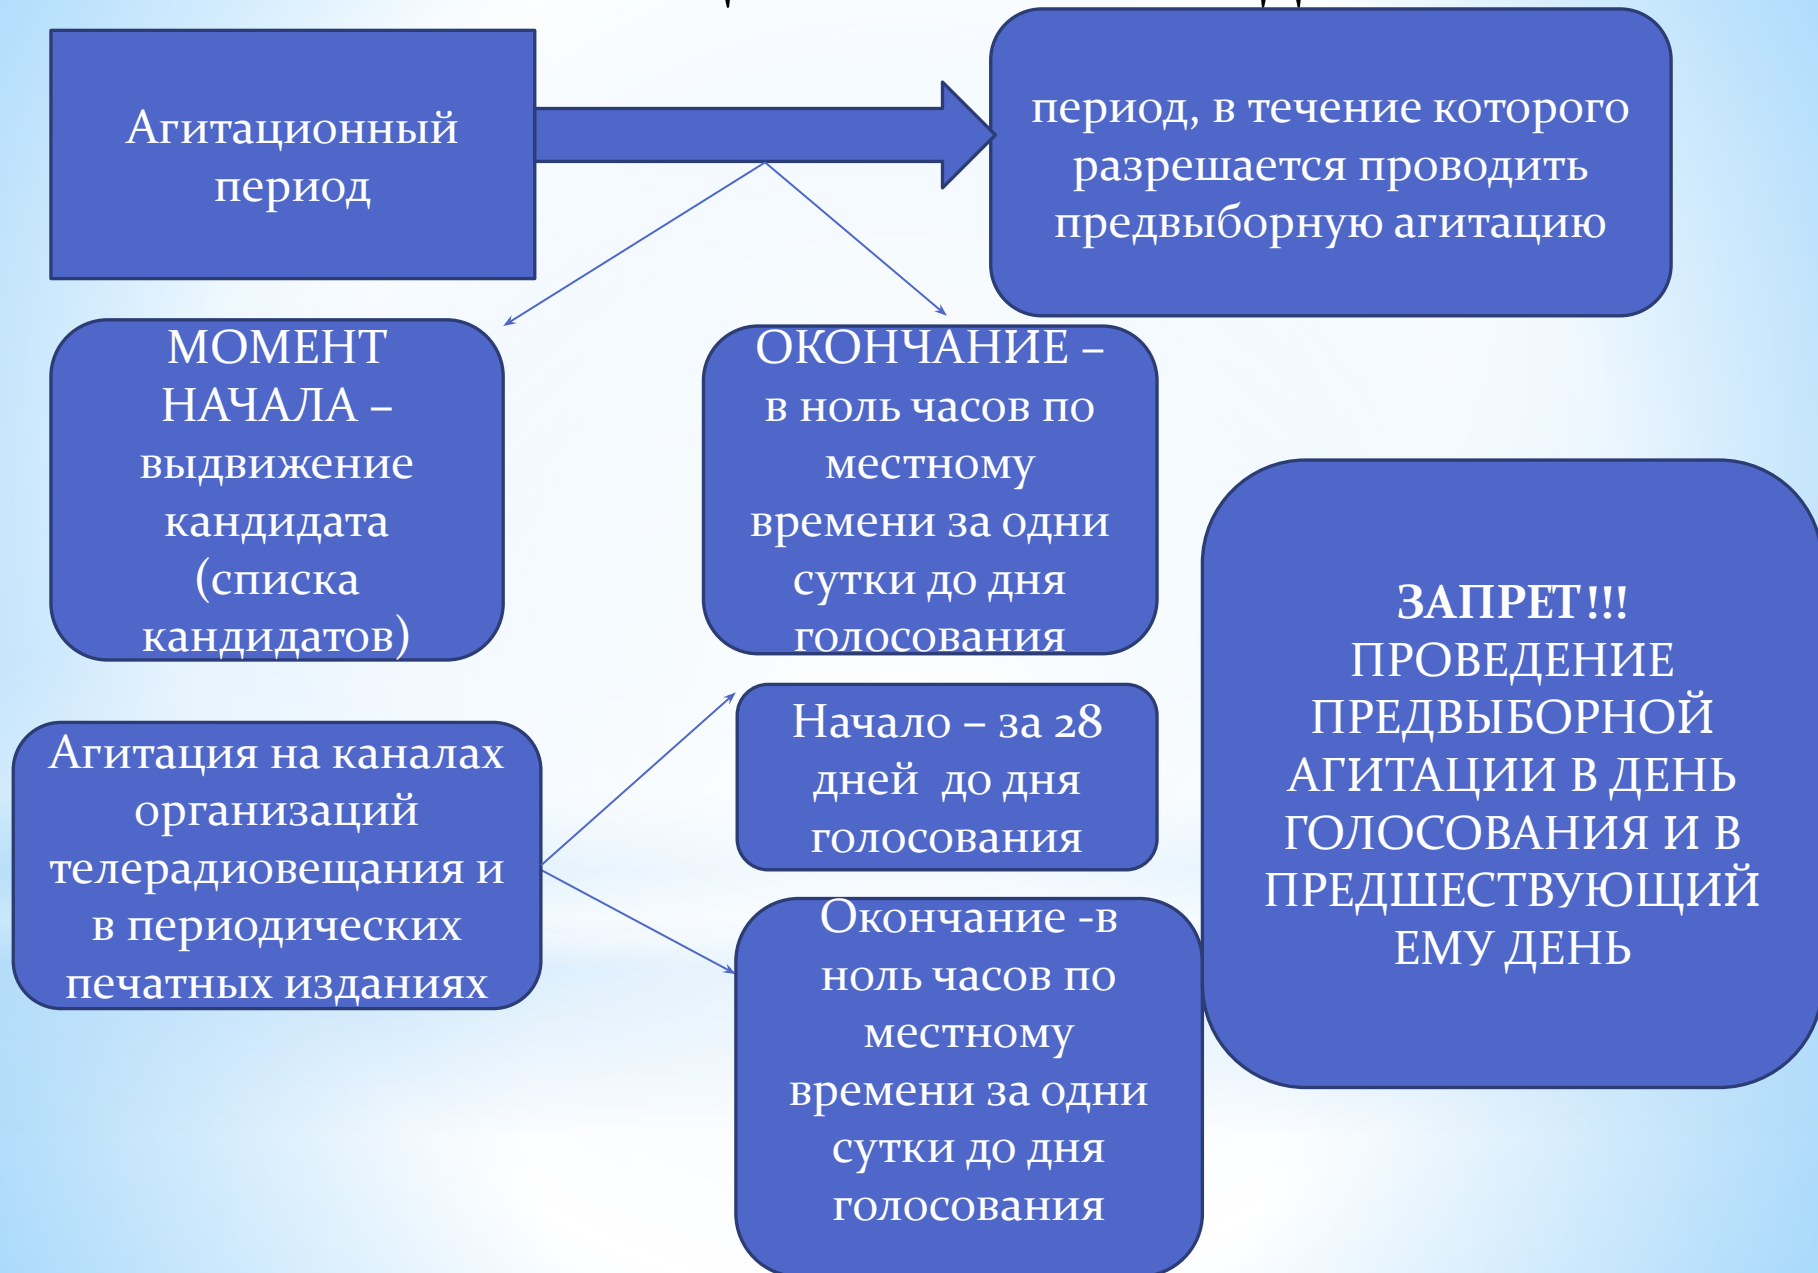 Агитационный
период
период, в течение которого
разрешается проводить
предвыборную агитацию
МОМЕНТ
НАЧАЛА –
выдвижение
кандидата
(списка
кандидатов)
ОКОНЧАНИЕ –
в ноль часов по
местному
времени за одни
сутки до дня
голосования
Агитация на каналах
организаций
телерадиовещания и
в периодических
печатных изданиях
Начало – за 28
дней  до дня
голосования
Окончание -в
ноль часов по
местному
времени за одни
сутки до дня
голосования
ЗАПРЕТ!!!
ПРОВЕДЕНИЕ
ПРЕДВЫБОРНОЙ
АГИТАЦИИ В ДЕНЬ
ГОЛОСОВАНИЯ И В
ПРЕДШЕСТВУЮЩИЙ
ЕМУ ДЕНЬ